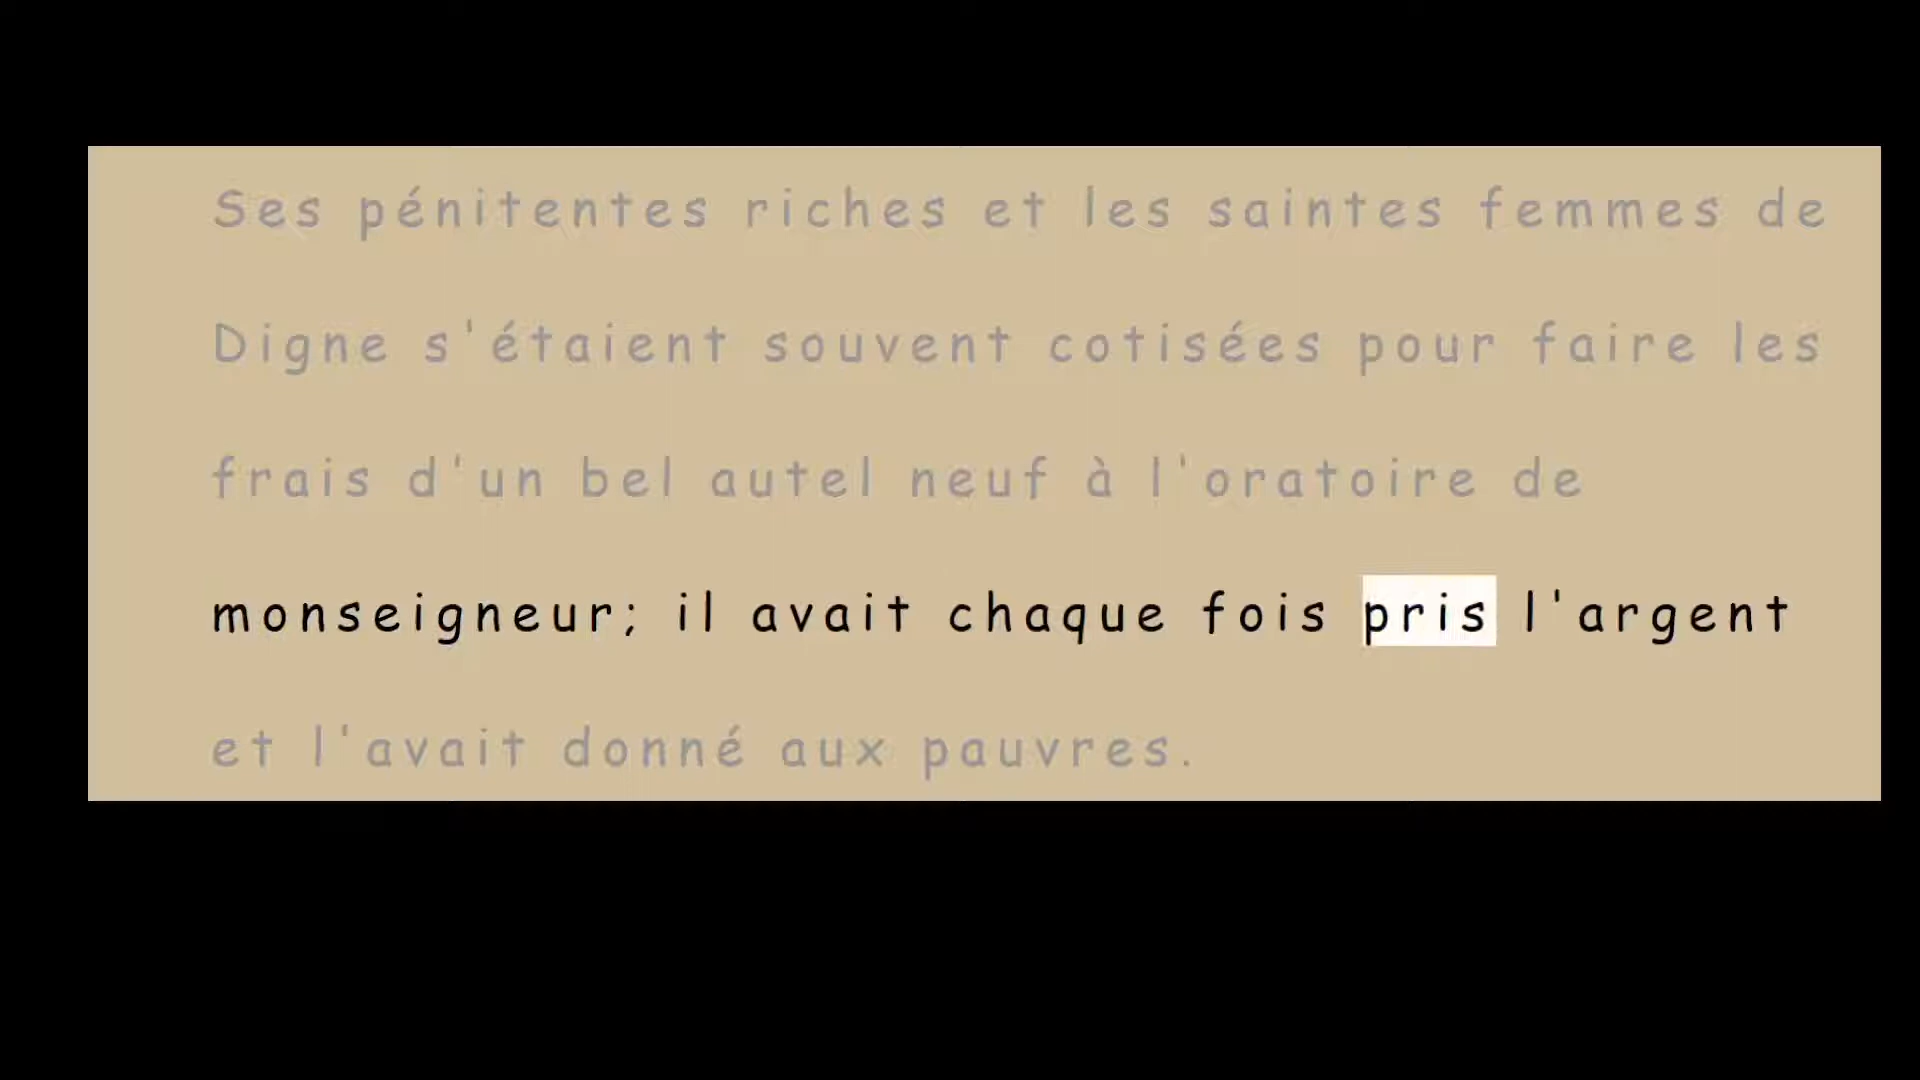 Ses pénitentes riches et les saintes femmes de
Digne s'étaient souvent cotisées pour faire les
frais d'un bel autel neuf à l'oratoire de
monseigneur; il avait chaque fois pris l'argent
et l'avait donné aux pauvres.